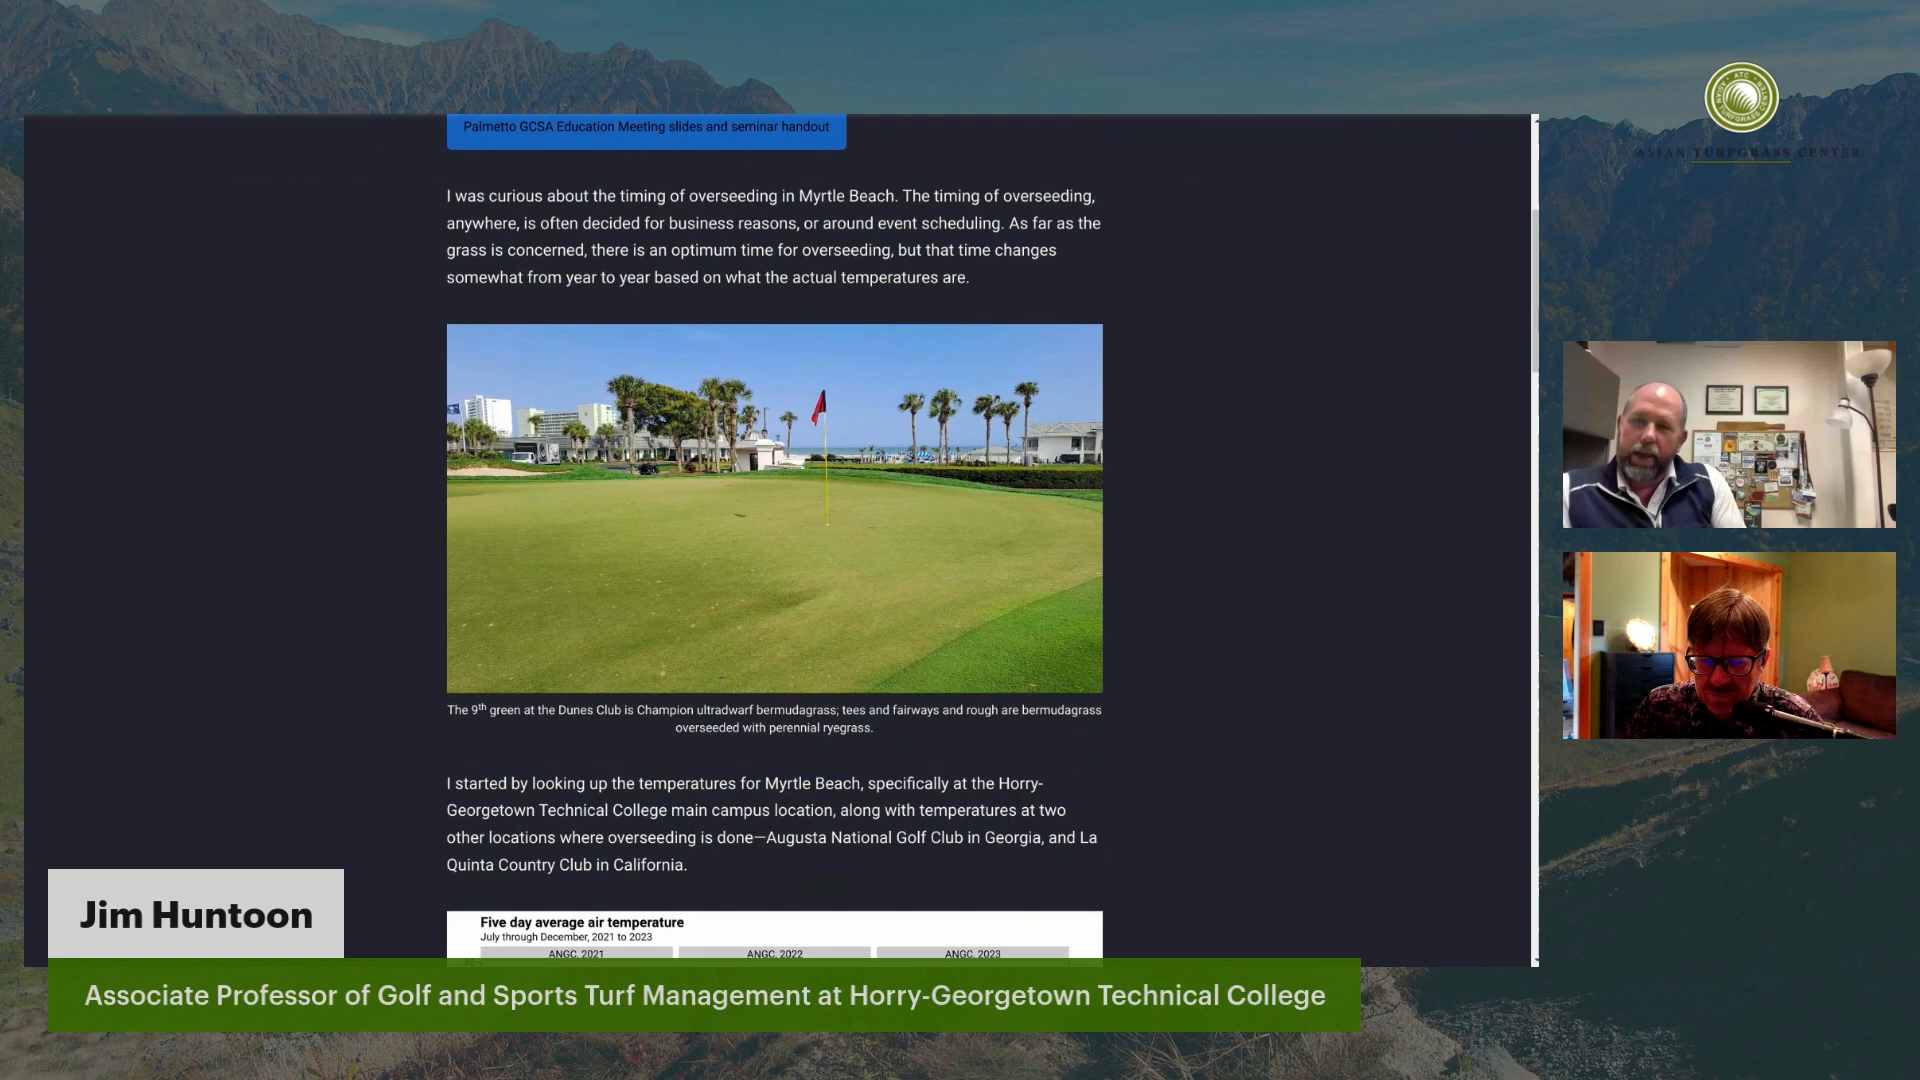 Palmetto GCSA Education Meeting slides and seminar handout
ATC
ASIAN TURFGRASS CENTER
I was curious about the timing of overseeding in Myrtle Beach. The timing of overseeding,
anywhere, is often decided for business reasons, or around event scheduling. As far as the
grass is concerned, there is an optimum time for overseeding, but that time changes
somewhat from year to year based on what the actual temperatures are.
The 9th green at the Dunes Club is Champion ultradwarf bermudagrass; tees and fairways and rough are bermudagrass
overseeded with perennial ryegrass.
I started by looking up the temperatures for Myrtle Beach, specifically at the Horry-
Georgetown Technical College main campus location, along with temperatures at two
other locations where overseeding is done—Augusta National Golf Club in Georgia, and La
Quinta Country Club in California.
Five day average air temperature
July through December, 2021 to 2023
ANGC, 2021 ANGC, 2022 ANGC, 2023
Jim Huntoon
Associate Professor of Golf and Sports Turf Management at Horry-Georgetown Technical College